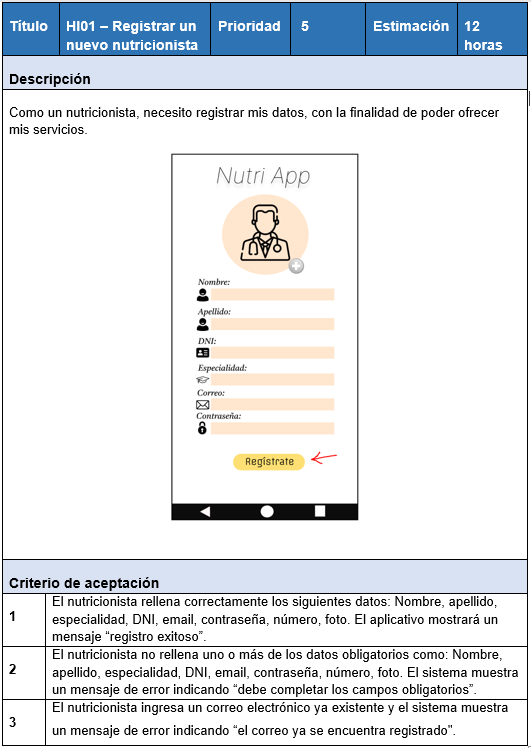 Título HI01 – Registrar un nuevo nutricionista Prioridad 5 Estimación 12 horas
Descripción
Como un nutricionista, necesito registrar mis datos, con la finalidad de poder ofrecer
mis servicios.
Nutri App
Nombre:
Apellido:
DNI:
Especialidad:
Correo:
Contraseña:
Regístrate
Criterio de aceptación
1
El nutricionista rellena correctamente los siguientes datos: Nombre, apellido,
especialidad, DNI, email, contraseña, número, foto. El aplicativo mostrará un
mensaje “registro exitoso”.
2
El nutricionista no rellena uno o más de los datos obligatorios como: Nombre,
apellido, especialidad, DNI, email, contraseña, número, foto. El sistema muestra
un mensaje de error indicando “debe completar los campos obligatorios”.
3
El nutricionista ingresa un correo electrónico ya existente y el sistema muestra
un mensaje de error indicando “el correo ya se encuentra registrado".